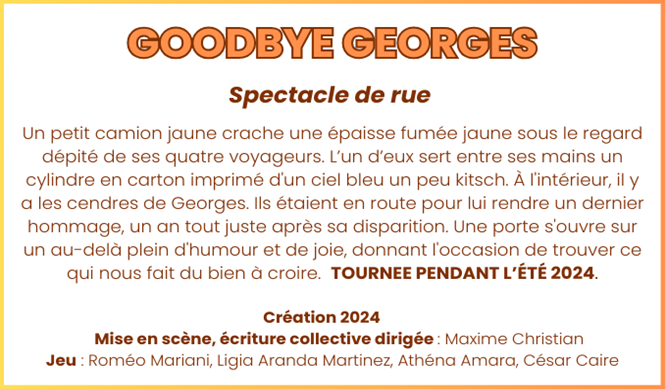 GOODBYE GEORGES
Spectacle de rue
Un petit camion jaune crache une épaisse fumée jaune sous le regard
dépité de ses quatre voyageurs. L’un d’eux sert entre ses mains un
cylindre en carton imprimé d'un ciel bleu un peu kitsch. À l'intérieur, il y
a les cendres de Georges. Ils étaient en route pour lui rendre un dernier
hommage, un an tout juste après sa disparition. Une porte s'ouvre sur
un au-delà plein d'humour et de joie, donnant l'occasion de trouver ce
qui nous fait du bien à croire. TOURNEE PENDANT L’ÉTÉ 2024.
Création 2024
Mise en scène, écriture collective dirigée : Maxime Christian
Jeu : Roméo Mariani, Ligia Aranda Martinez, Athéna Amara, César Caire